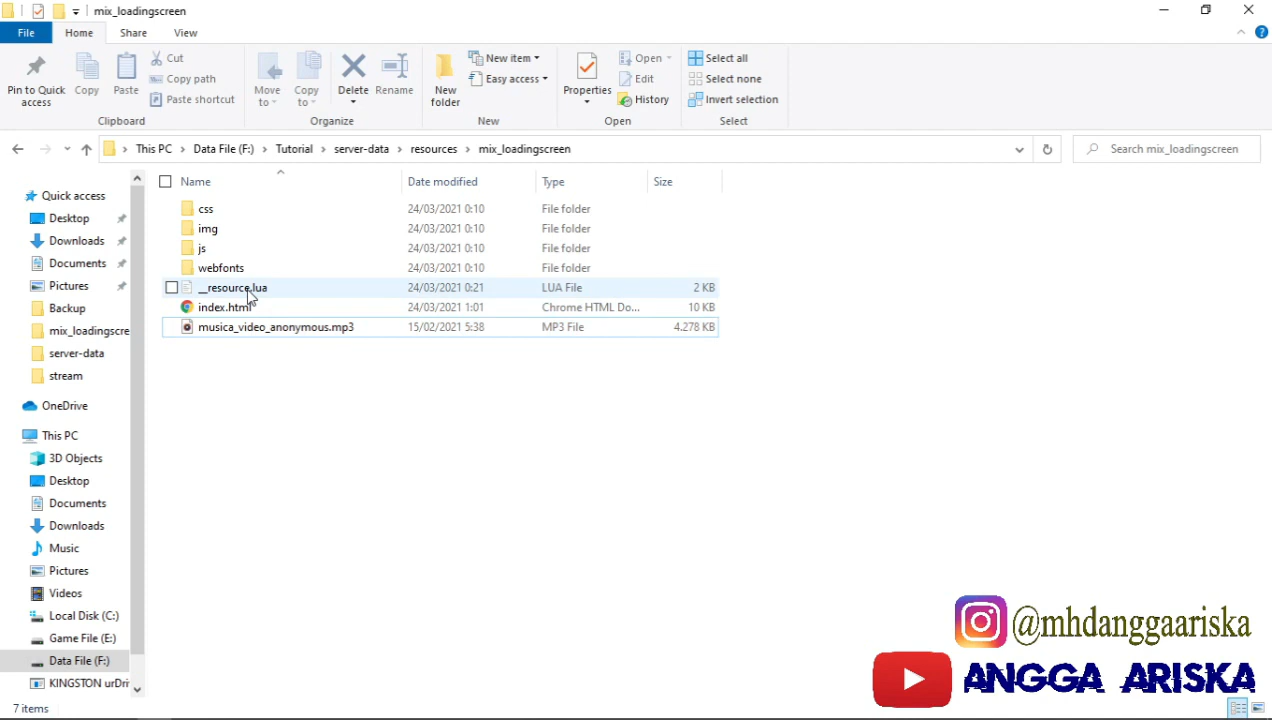 mix_loadingscreen
File Home Share View
Pin to Quick access
Copy
Paste
Cut
Copy path
Paste shortcut
Clipboard
Move to
Copy to
Delete
Rename
Organize
New folder
New item
Easy access
New
Properties
Open
Edit
History
Open
Select all
Select none
Invert selection
Select
This PC Data File (F:) Tutorial server-data resources mix_loadingscreen
Search mix_loadingscreen
Quick access
Desktop
Downloads
Documents
Pictures
Backup
mix_loadingscre
server-data
stream
OneDrive
This PC
3D Objects
Desktop
Documents
Downloads
Music
Pictures
Videos
Local Disk (C:)
Game File (E:)
Data File (F:)
KINGSTON urDri
Name Date modified Type Size
css 24/03/2021 0:10 File folder
img 24/03/2021 0:10 File folder
js 24/03/2021 0:10 File folder
webfonts 24/03/2021 0:10 File folder
__resource.lua 24/03/2021 0:21 LUA File 2 KB
index.html 24/03/2021 1:01 Chrome HTML Do... 10 KB
musica_video_anonymous.mp3 15/02/2021 5:38 MP3 File 4.278 KB
@mhdanggaariska
ANGGA ARISKA
7 items